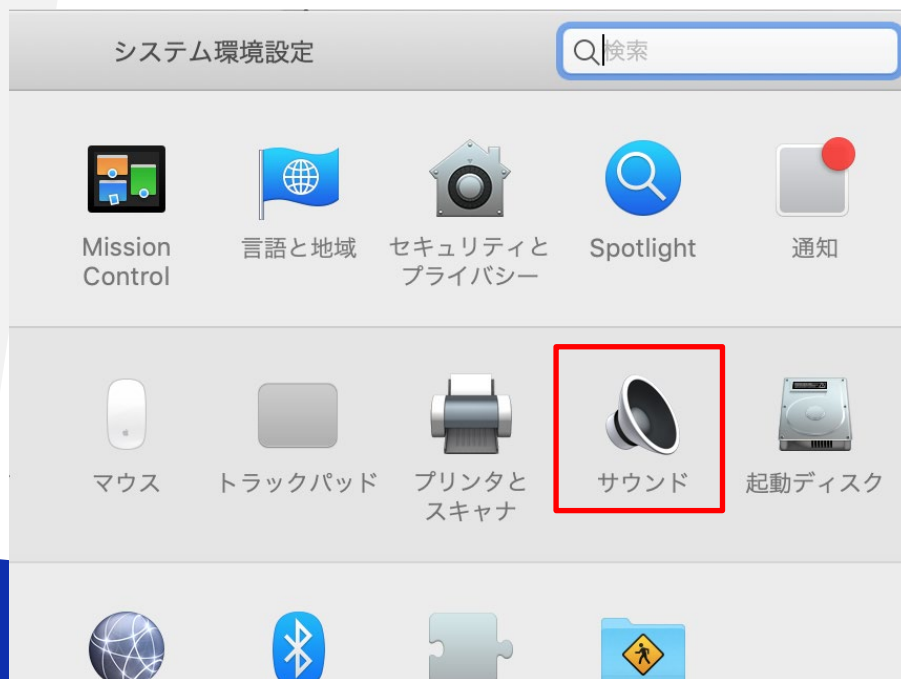 システム環境設定
検索
Mission
Control
言語と地域
セキュリティと
プライバシー
Spotlight
通知
マウス
トラックパッド
プリンタと
スキャナ
サウンド
起動ディスク